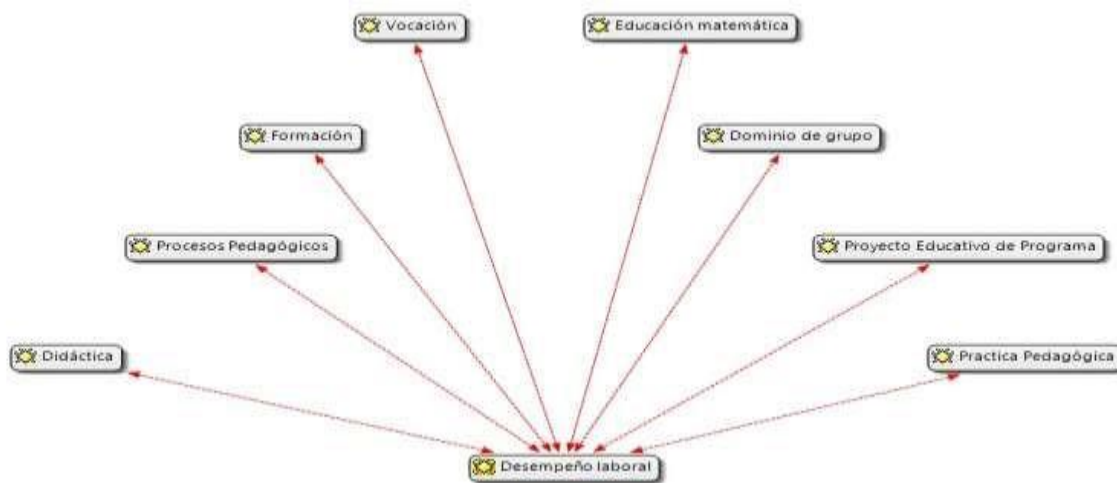 Vocación
Educación matemática
Formación
Dominio de grupo
Procesos Pedagógicos
Proyecto Educativo de Programa
Didáctica
Practica Pedagógica
Desempeño laboral